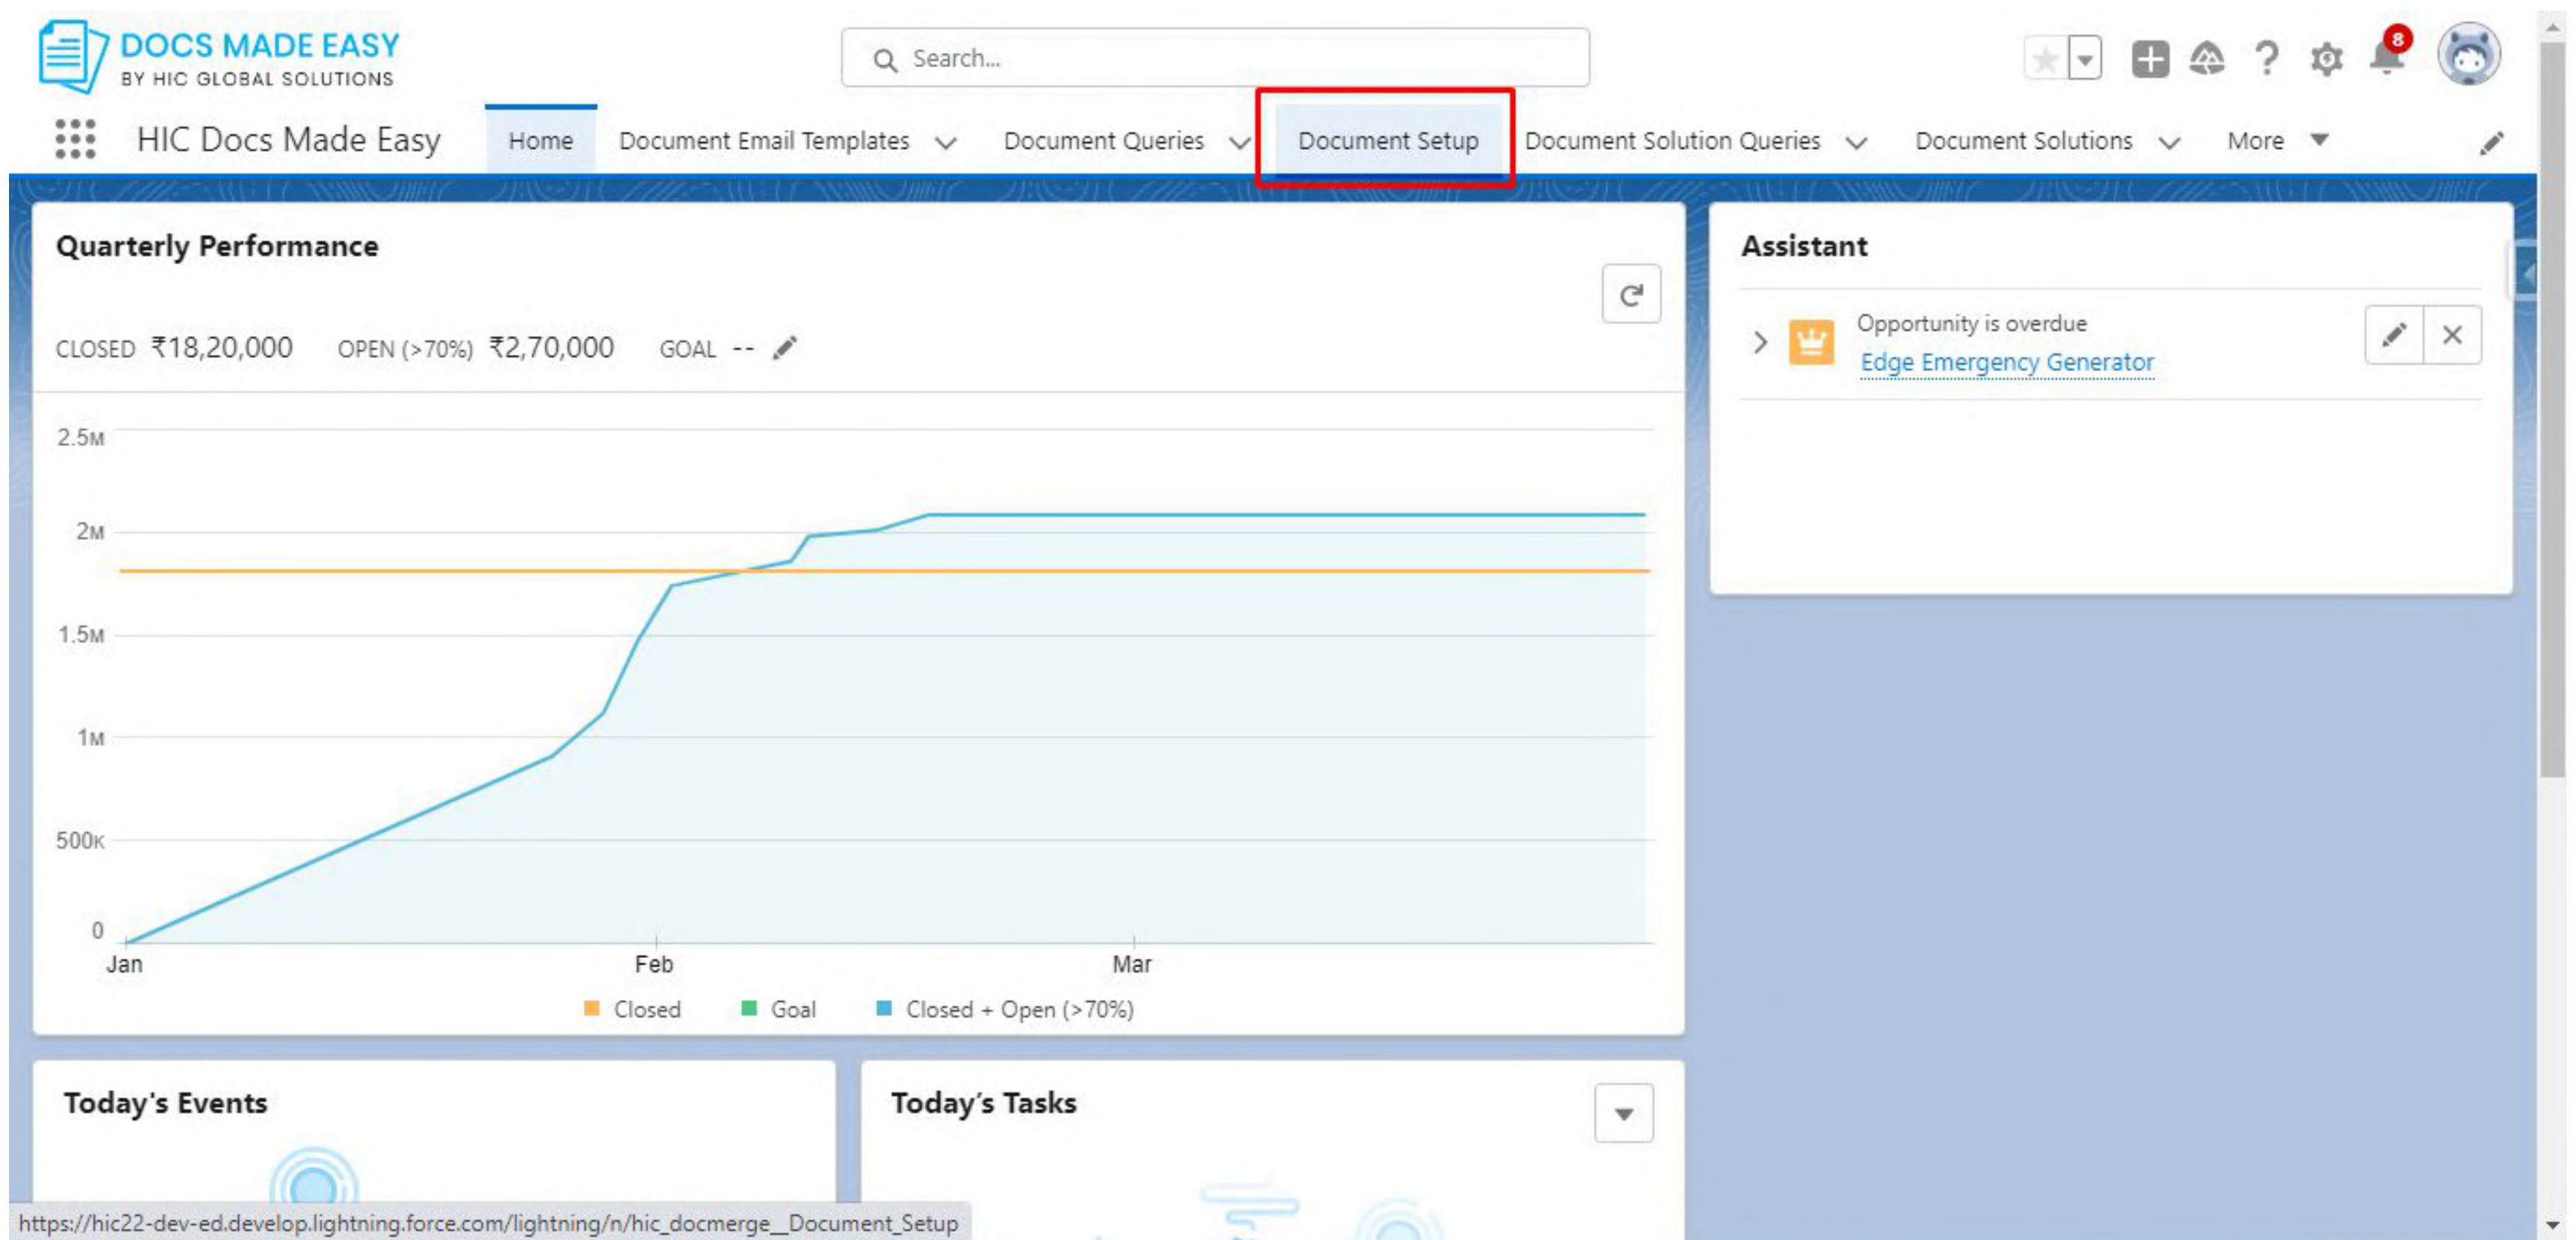 DOCS MADE EASY
BY HIC GLOBAL SOLUTIONS
Search...
8
HIC Docs Made Easy
Home
Document Email Templates
Document Queries
Document Setup
Document Solution Queries
Document Solutions
More
Quarterly Performance
CLOSED ₹18,20,000 OPEN (>70%) ₹2,70,000 GOAL --
2.5M
2M
1.5M
1M
500K
0
Jan Feb Mar
Closed Goal Closed + Open (>70%)
Assistant
Opportunity is overdue
Edge Emergency Generator
Today's Events
Today's Tasks
https://hic22-dev-ed.develop.lightning.force.com/lightning/n/hic_docmerge__Document_Setup